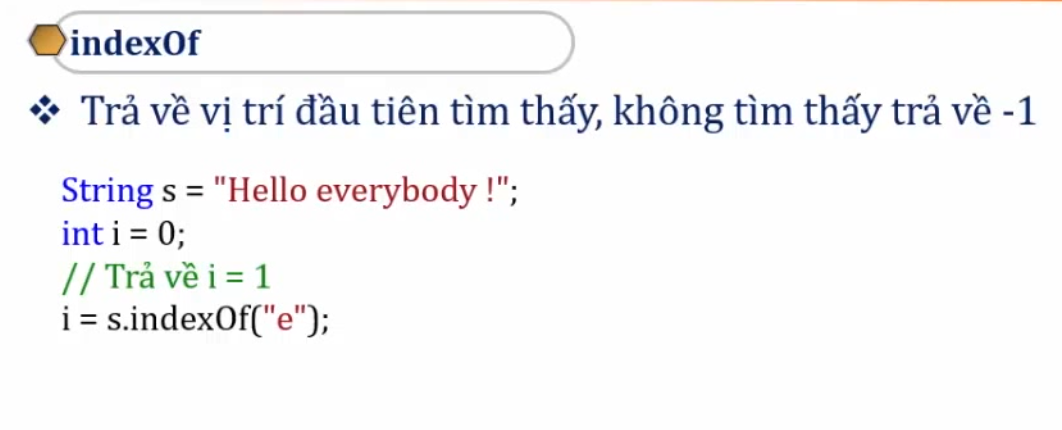 indexOf
Trả về vị trí đầu tiên tìm thấy, không tìm thấy trả về -1
String s = "Hello everybody !";
int i = 0;
// Trả về i = 1
i = s.indexOf("e");